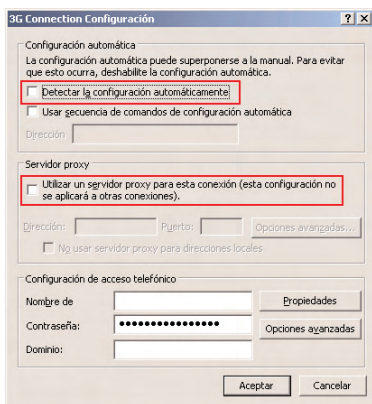 3G Connection Configuración
Configuración automática
La configuración automática puede superponerse a la manual. Para evitar
que esto ocurra, deshabilite la configuración automática.
Detectar la configuración automáticamente
Usar secuencia de comandos de configuración automática
Dirección
Servidor proxy
Utilizar un servidor proxy para esta conexión (esta configuración no
se aplicará a otras conexiones).
Dirección: Puerto: Opciones avanzadas...
No usar servidor proxy para direcciones locales
Configuración de acceso telefónico
Nombre de Propiedades
Contraseña: •••••••••••••••• Opciones avanzadas
Dominio:
Aceptar Cancelar